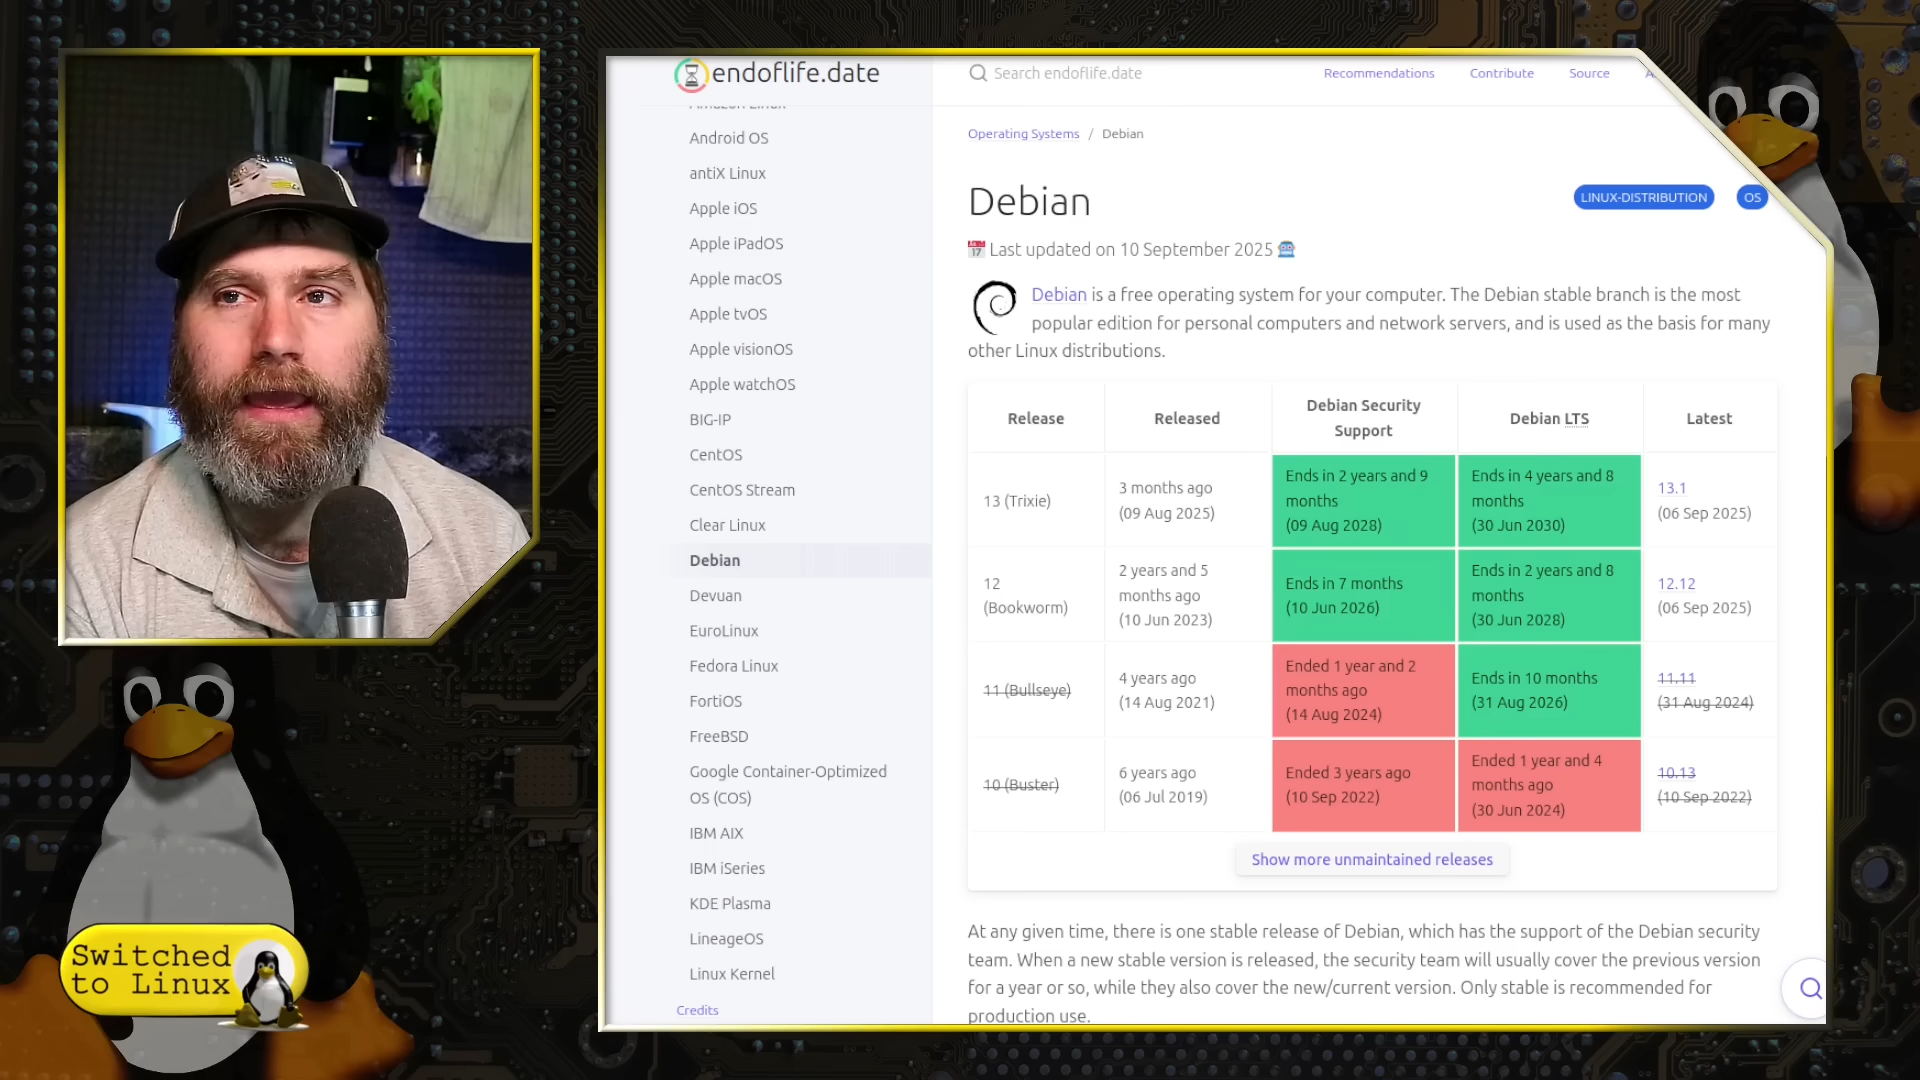 endoflife.date
Search endoflife.date
Recommendations
Contribute
Source
Amazon Linux
Android OS
antiX Linux
Apple iOS
Apple iPadOS
Apple macOS
Apple tvOS
Apple visionOS
Apple watchOS
BIG-IP
CentOS
CentOS Stream
Clear Linux
Debian
Devuan
EuroLinux
Fedora Linux
FortiOS
FreeBSD
Google Container-Optimized
OS (COS)
IBM AIX
IBM iSeries
KDE Plasma
LineageOS
Linux Kernel
Credits
Operating Systems / Debian
Debian
LINUX-DISTRIBUTION
OS
Last updated on 10 September 2025
Debian is a free operating system for your computer. The Debian stable branch is the most
popular edition for personal computers and network servers, and is used as the basis for many
other Linux distributions.
Release
Released
Debian Security
Support
Debian LTS
Latest
13 (Trixie)
3 months ago
(09 Aug 2025)
Ends in 2 years and 9
months
(09 Aug 2028)
Ends in 4 years and 8
months
(30 Jun 2030)
13.1
(06 Sep 2025)
12
(Bookworm)
2 years and 5
months ago
(10 Jun 2023)
Ends in 7 months
(10 Jun 2026)
Ends in 2 years and 8
months
(30 Jun 2028)
12.12
(06 Sep 2025)
11 (Bullseye)
4 years ago
(14 Aug 2021)
Ended 1 year and 2
months ago
(14 Aug 2024)
Ends in 10 months
(31 Aug 2026)
11.11
(31 Aug 2024)
10 (Buster)
6 years ago
(06 Jul 2019)
Ended 3 years ago
(10 Sep 2022)
Ended 1 year and 4
months ago
(30 Jun 2024)
10.13
(10 Sep 2022)
Show more unmaintained releases
At any given time, there is one stable release of Debian, which has the support of the Debian security
team. When a new stable version is released, the security team will usually cover the previous version
for a year or so, while they also cover the new/current version. Only stable is recommended for
production use.
Switched
to Linux